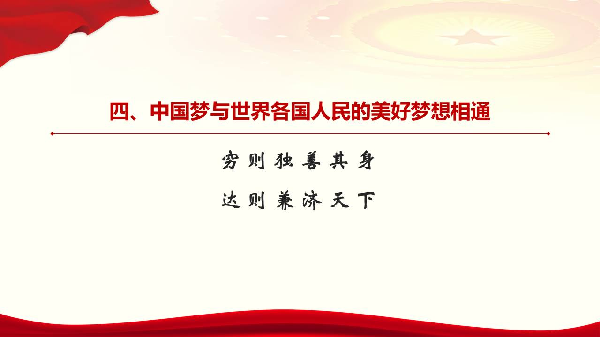 四、中国梦与世界各国人民的美好梦想相通
穷则独善其身
达则兼济天下